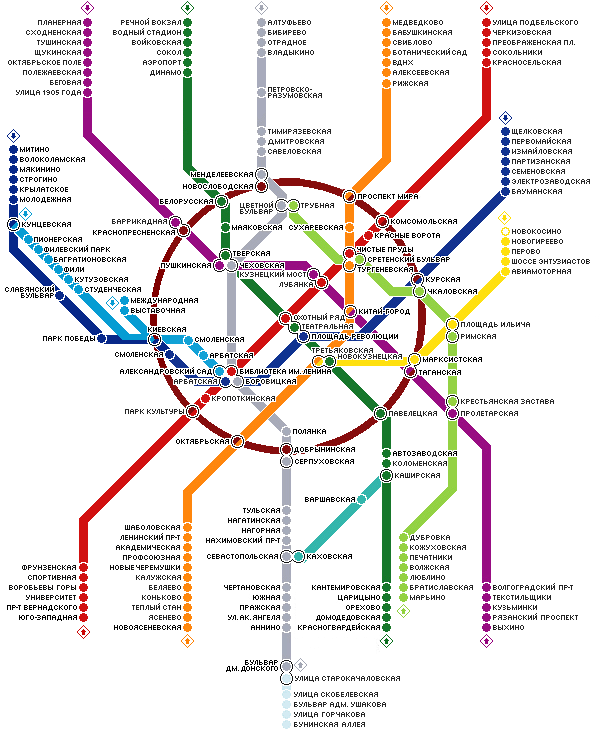 ПЛАНЕРНАЯ
СХОДНЕНСКАЯ
ТУШИНСКАЯ
ЩУКИНСКАЯ
ОКТЯБРЬСКОЕ ПОЛЕ
ПОЛЕЖАЕВСКАЯ
БЕГОВАЯ
УЛИЦА 1905 ГОДА
РЕЧНОЙ ВОКЗАЛ
ВОДНЫЙ СТАДИОН
ВОЙКОВСКАЯ
СОКОЛ
АЭРОПОРТ
ДИНАМО
АЛТУФЬЕВО
БИБИРЕВО
ОТРАДНОЕ
ВЛАДЫКИНО
ПЕТРОВСКО-
РАЗУМОВСКАЯ
ТИМИРЯЗЕВСКАЯ
ДМИТРОВСКАЯ
САВЕЛОВСКАЯ
МЕДВЕДКОВО
БАБУШКИНСКАЯ
СВИБЛОВО
БОТАНИЧЕСКИЙ САД
ВДНХ
АЛЕКСЕЕВСКАЯ
РИЖСКАЯ
УЛИЦА ПОДБЕЛЬСКОГО
ЧЕРКИЗОВСКАЯ
ПРЕОБРАЖЕНСКАЯ ПЛ.
СОКОЛЬНИКИ
КРАСНОСЕЛЬСКАЯ
МИТИНО
ВОЛОКОЛАМСКАЯ
МЯКИНИНО
СТРОГИНО
КРЫЛАТСКОЕ
МОЛОДЕЖНАЯ
ЩЕЛКОВСКАЯ
ПЕРВОМАЙСКАЯ
ИЗМАЙЛОВСКАЯ
ПАРТИЗАНСКАЯ
СЕМЕНОВСКАЯ
ЭЛЕКТРОЗАВОДСКАЯ
БАУМАНСКАЯ
МЕНДЕЛЕЕВСКАЯ
НОВОСЛОБОДСКАЯ
БЕЛОРУССКАЯ
ЦВЕТНОЙ
БУЛЬВАР
ТРУБНАЯ
ПРОСПЕКТ МИРА
КУНЦЕВСКАЯ
ПИОНЕРСКАЯ
ФИЛЕВСКИЙ ПАРК
БАГРАТИОНОВСКАЯ
ФИЛИ
КУТУЗОВСКАЯ
СТУДЕНЧЕСКАЯ
СЛАВЯНСКИЙ
БУЛЬВАР
БАРРИКАДНАЯ
КРАСНОПРЕСНЕНСКАЯ
МАЯКОВСКАЯ
СУХАРЕВСКАЯ
КОМСОМОЛЬСКАЯ
КРАСНЫЕ ВОРОТА
НОВОКОСИНО
НОВОГИРЕЕВО
ПЕРОВО
ШОССЕ ЭНТУЗИАСТОВ
АВИАМОТОРНАЯ
ТВЕРСКАЯ
ПУШКИНСКАЯ
ЧЕХОВСКАЯ
КУЗНЕЦКИЙ МОСТ
ЛУБЯНКА
ЧИСТЫЕ ПРУДЫ
СРЕТЕНСКИЙ БУЛЬВАР
ТУРГЕНЕВСКАЯ
КУРСКАЯ
ЧКАЛОВСКАЯ
МЕЖДУНАРОДНАЯ
ВЫСТАВОЧНАЯ
КИТАЙ-ГОРОД
ОХОТНЫЙ РЯД
ТЕАТРАЛЬНАЯ
ПЛОЩАДЬ РЕВОЛЮЦИИ
ПЛОЩАДЬ ИЛЬИЧА
РИМСКАЯ
ПАРК ПОБЕДЫ
КИЕВСКАЯ
СМОЛЕНСКАЯ
СМОЛЕНСКАЯ
АРБАТСКАЯ
ТРЕТЬЯКОВСКАЯ
НОВОКУЗНЕЦКАЯ
МАРКСИСТСКАЯ
ТАГАНСКАЯ
АЛЕКСАНДРОВСКИЙ САД
БИБЛИОТЕКА ИМ.ЛЕНИНА
АРБАТСКАЯ
БОРОВИЦКАЯ
КРОПОТКИНСКАЯ
ПАРК КУЛЬТУРЫ
ОКТЯБРЬСКАЯ
ПОЛЯНКА
ДОБРЫНИНСКАЯ
СЕРПУХОВСКАЯ
ПАВЕЛЕЦКАЯ
КРЕСТЬЯНСКАЯ ЗАСТАВА
ПРОЛЕТАРСКАЯ
АВТОЗАВОДСКАЯ
КОЛОМЕНСКАЯ
КАШИРСКАЯ
ВАРШАВСКАЯ
КАХОВСКАЯ
ТУЛЬСКАЯ
НАГАТИНСКАЯ
НАГОРНАЯ
НАХИМОВСКИЙ ПР-Т
СЕВАСТОПОЛЬСКАЯ
ЧЕРТАНОВСКАЯ
ЮЖНАЯ
ПРАЖСКАЯ
УЛ.АК.ЯНГЕЛЯ
АННИНО
БУЛЬВАР
ДМ.ДОНСКОГО
УЛИЦА СТАРОКАЧАЛОВСКАЯ
УЛИЦА СКОБЕЛЕВСКАЯ
БУЛЬВАР АДМ. УШАКОВА
УЛИЦА ГОРЧАКОВА
БУНИНСКАЯ АЛЛЕЯ
ФРУНЗЕНСКАЯ
СПОРТИВНАЯ
ВОРОБЬЕВЫ ГОРЫ
УНИВЕРСИТЕТ
ПР-Т ВЕРНАДСКОГО
ЮГО-ЗАПАДНАЯ
ШАБОЛОВСКАЯ
ЛЕНИНСКИЙ ПР-Т
АКАДЕМИЧЕСКАЯ
ПРОФСОЮЗНАЯ
НОВЫЕ ЧЕРЕМУШКИ
КАЛУЖСКАЯ
БЕЛЯЕВО
КОНЬКОВО
ТЕПЛЫЙ СТАН
ЯСЕНЕВО
НОВОЯСЕНЕВСКАЯ
КАНТЕМИРОВСКАЯ
ЦАРИЦЫНО
ОРЕХОВО
ДОМОДЕДОВСКАЯ
КРАСНОГВАРДЕЙСКАЯ
ДУБРОВКА
КОЖУХОВСКАЯ
ПЕЧАТНИКИ
ВОЛЖСКАЯ
ЛЮБЛИНО
БРАТИСЛАВСКАЯ
МАРЬИНО
ВОЛГОГРАДСКИЙ ПР-Т
ТЕКСТИЛЬЩИКИ
КУЗЬМИНКИ
РЯЗАНСКИЙ ПРОСПЕКТ
ВЫХИНО